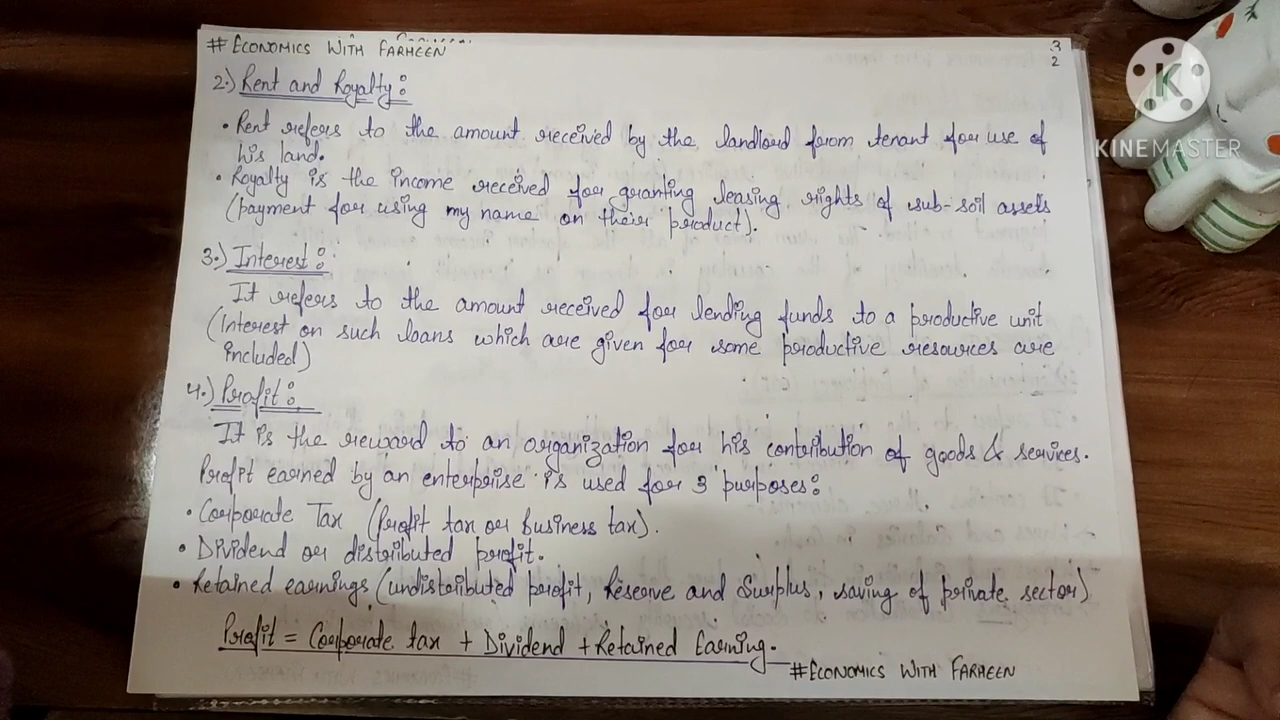 # ECONOMICS WITH FARHEEN
3
2
2.) Rent and Royalty:
• Rent refers to the amount received by the landlord from tenant for use of
his land.
• Royalty is the income received for granting leasing rights of sub-soil assets
(payment for using my name on their product).
3.) Interest:
It refers to the amount received for lending funds to a productive unit
(Interest on such loans which are given for some productive resources are
included)
4.) Profit:
It is the reward to an organization for his contribution of goods & services.
Profit earned by an enterprise is used for 3 purposes:
• Corporate Tax (Profit tax or Business tax).
• Dividend or distributed profit.
• Retained earnings (undistributed profit, Reserve and Surplus, saving of private sector)
Profit = Corporate tax + Dividend + Retained Earning.
#ECONOMICS WITH FARHEEN
K
KINEMASTER